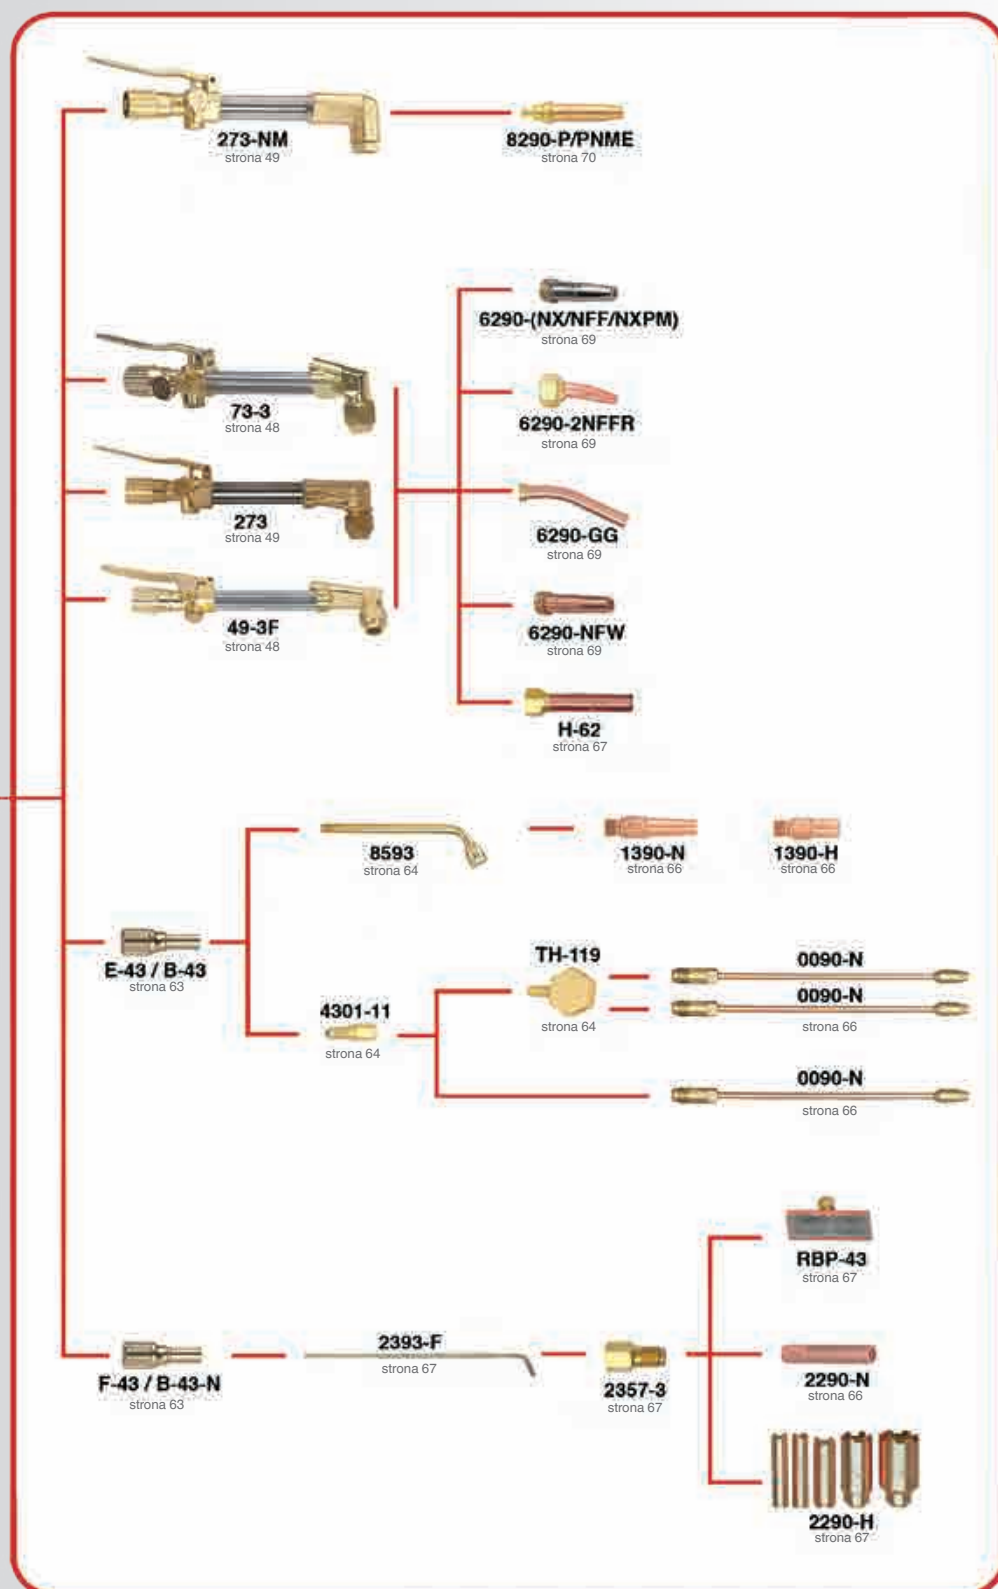 273-NM
strona 49
8290-P/PNME
strona 70
6290-(NX/NFF/NXPM)
strona 69
73-3
strona 48
6290-2NFFR
strona 69
273
strona 49
6290-GG
strona 69
49-3F
strona 48
6290-NFW
strona 69
H-62
strona 67
8593
strona 64
1390-N
strona 66
1390-H
strona 66
E-43 / B-43
strona 63
4301-11
strona 64
TH-119
strona 64
0090-N
0090-N
strona 66
0090-N
strona 66
RBP-43
strona 67
F-43 / B-43-N
strona 63
2393-F
strona 67
2357-3
strona 67
2290-N
strona 66
2290-H
strona 67